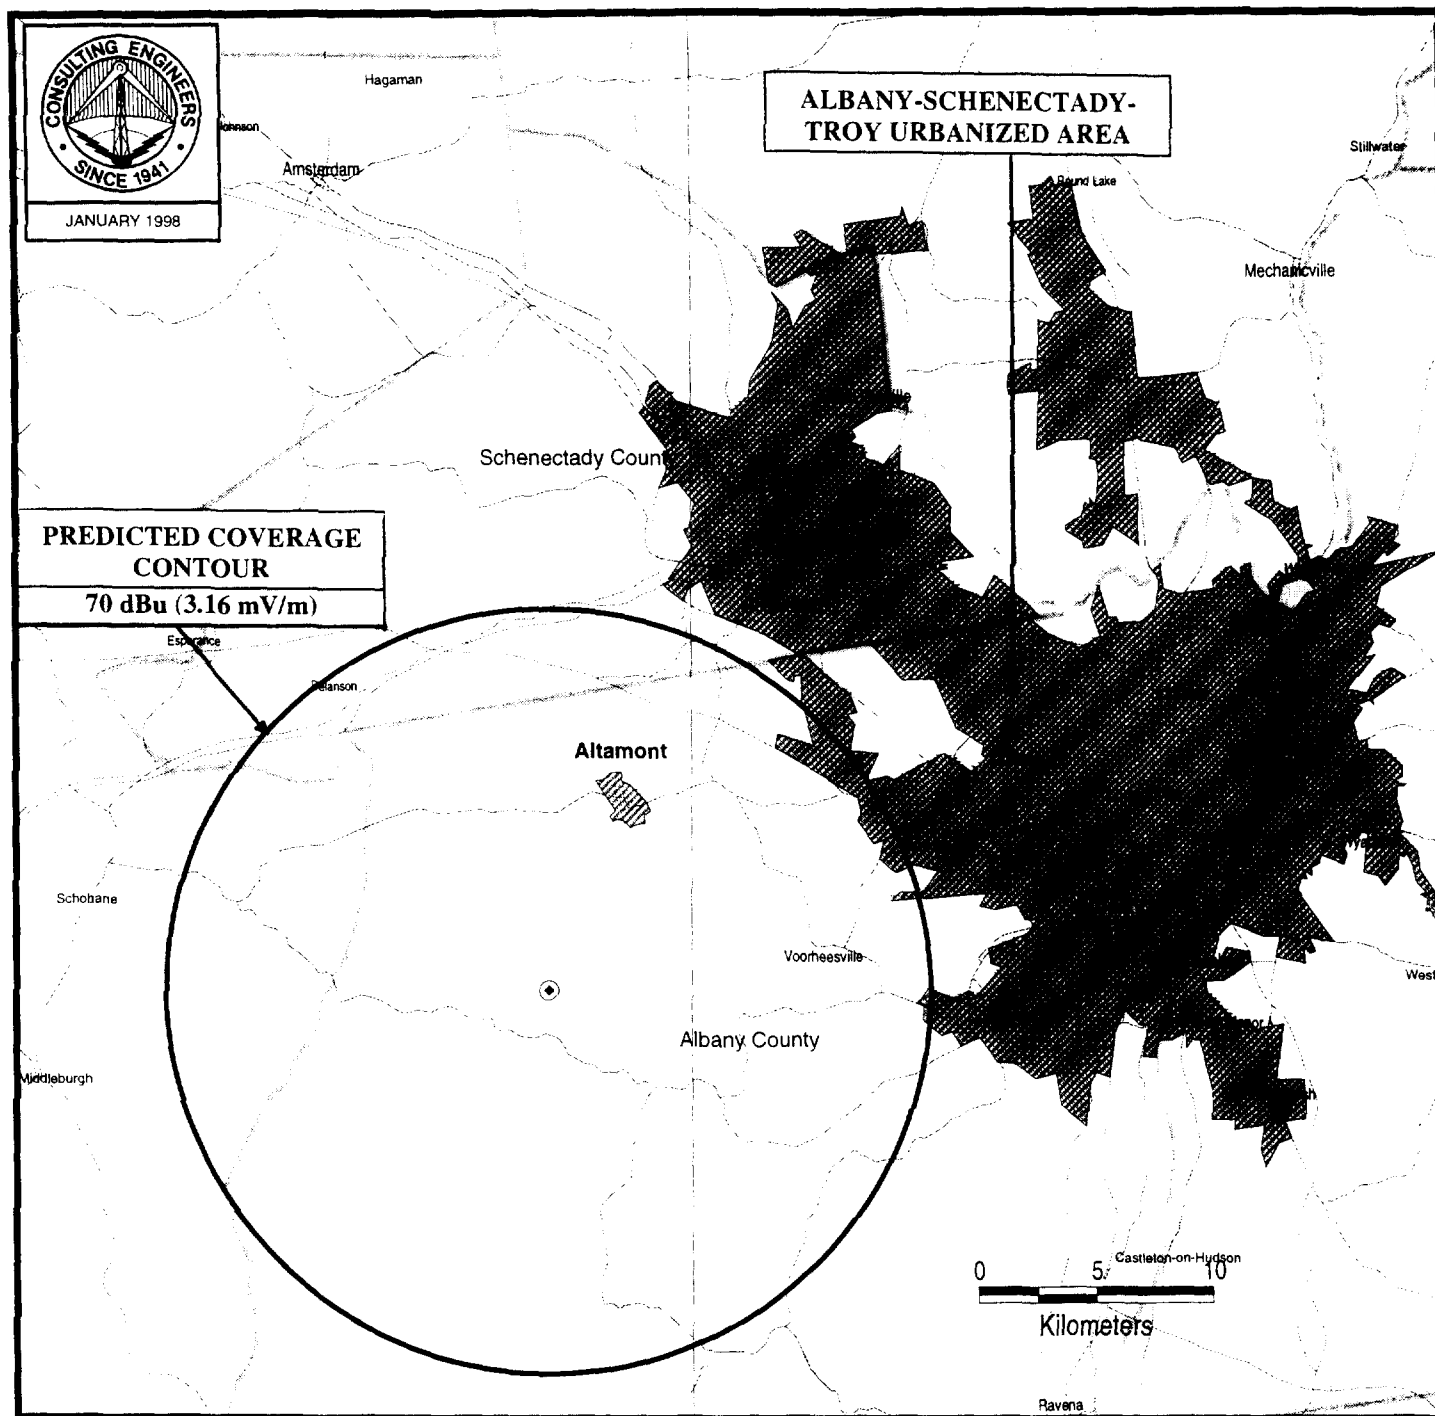 CONSULTING ENGINEERS
SINCE 1941
JANUARY 1998
Hagaman
Amsterdam
ALBANY-SCHENECTADY-
TROY URBANIZED AREA
Stillwater
Round Lake
Mechanicville
Schenectady
PREDICTED COVERAGE
CONTOUR
70 dBu (3.16 mV/m)
Esperance
Delanson
Altamont
Schohane
Voorheesville
West
Albany County
Middleburgh
Castleton-on-Hudson
0 5 10
Kilometers
Ravena